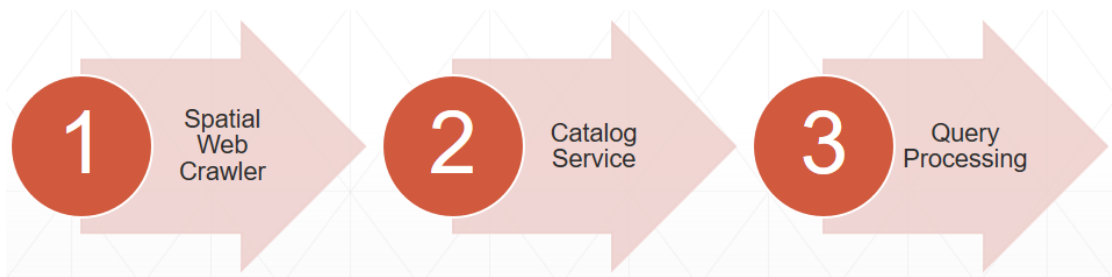 1
Spatial
Web
Crawler
2
Catalog
Service
3
Query
Processing